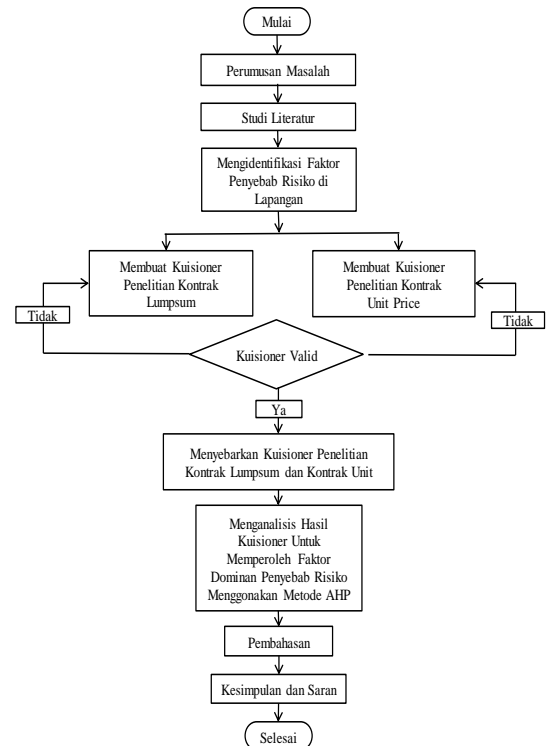 Mulai
Perumusan Masalah
Studi Literatur
Mengidentifikasi Faktor
Penyebab Risiko di
Lapangan
Membuat Kuisioner
Penelitian Kontrak
Lumpsum
Membuat Kuisioner
Penelitian Kontrak
Unit Price
Tidak
Tidak
Kuisioner Valid
Ya
Menyebarkan Kuisioner Penelitian
Kontrak Lumpsum dan Kontrak Unit
Menganalisis Hasil
Kuisioner Untuk
Memperoleh Faktor
Dominan Penyebab Risiko
Menggonakan Metode AHP
Pembahasan
Kesimpulan dan Saran
Selesai